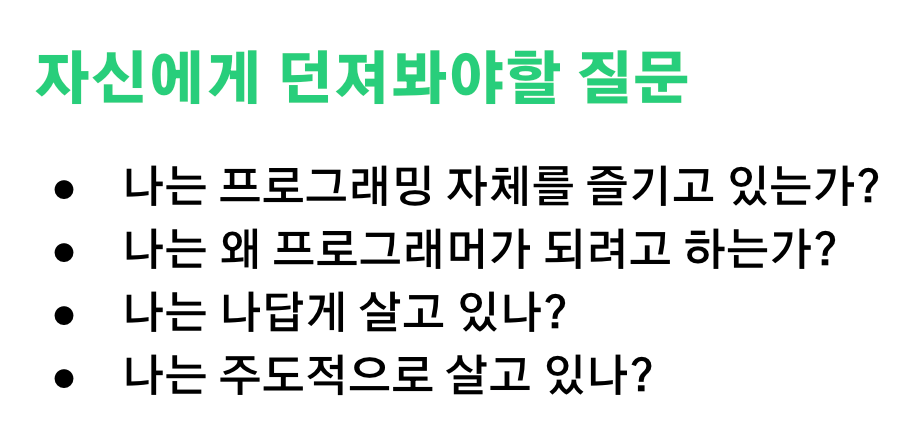 자신에게 던져봐야할 질문
● 나는 프로그래밍 자체를 즐기고 있는가?
● 나는 왜 프로그래머가 되려고 하는가?
● 나는 나답게 살고 있나?
● 나는 주도적으로 살고 있나?